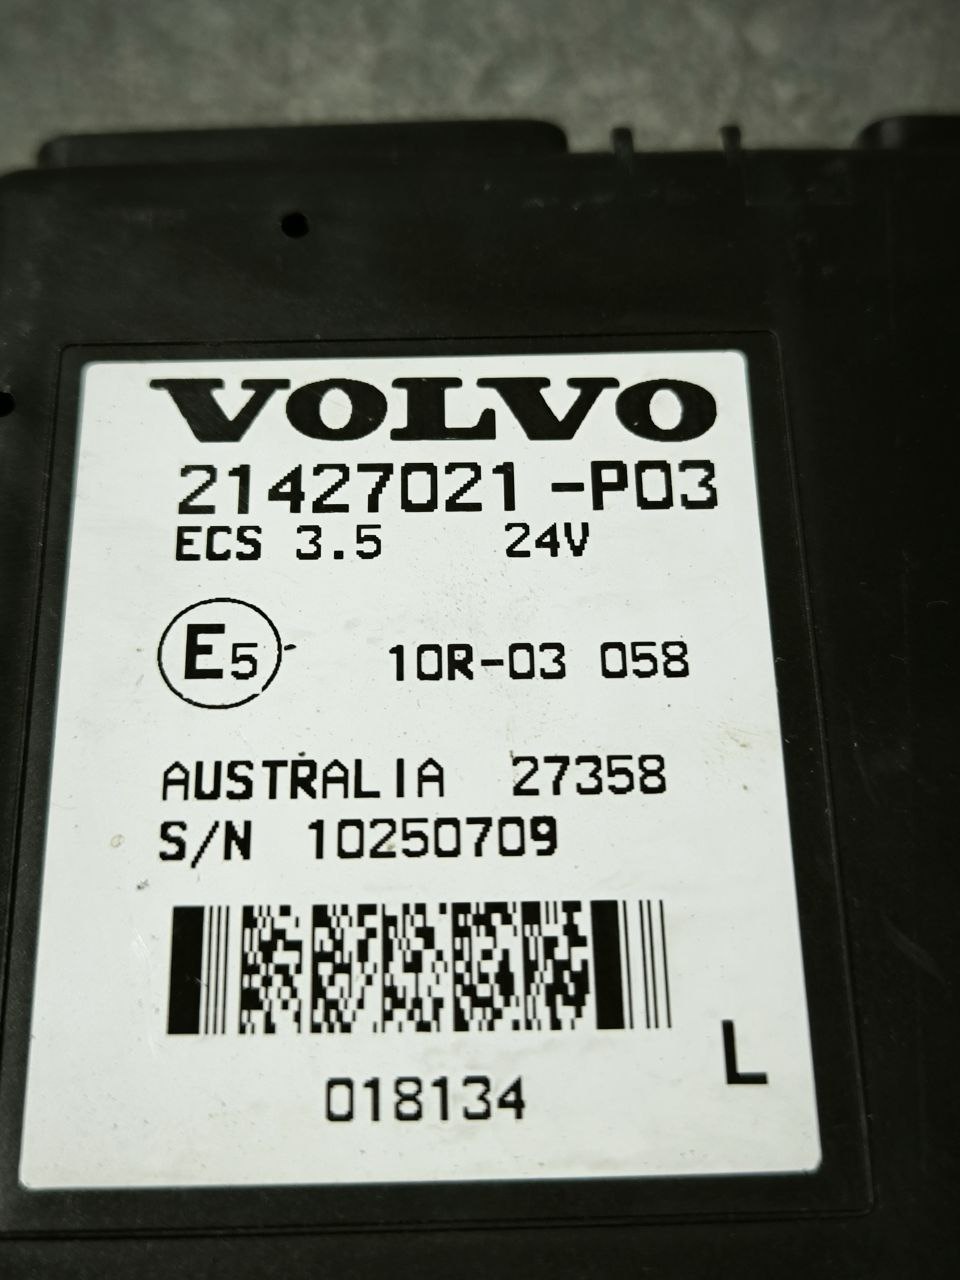 VOLVO
21427021-P03
ECS 3.5 24V
E5 10R-03 058
AUSTRALIA 27358
S/N 10250709
018134
L